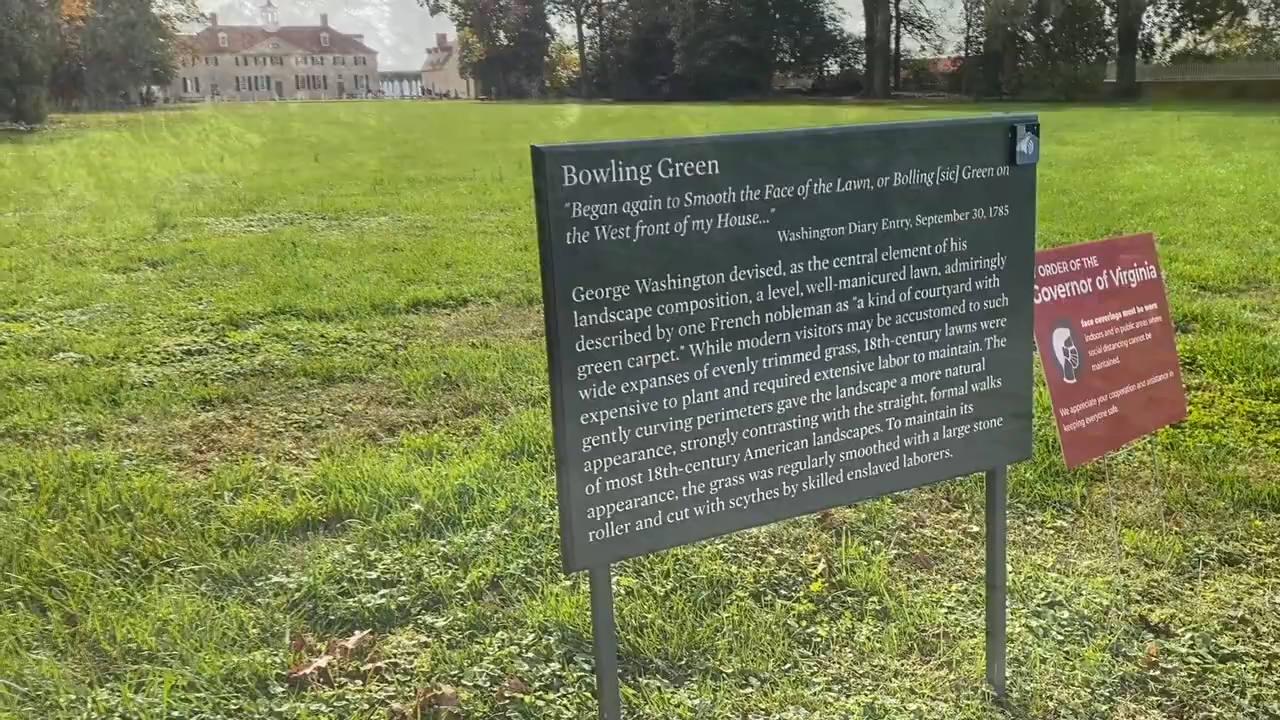 Bowling Green
"Began again to Smooth the Face of the Lawn, or Bolling [sic] Green on
the West front of my House..."
Washington Diary Entry, September 30, 1785
George Washington devised, as the central element of his
landscape composition, a level, well-manicured lawn, admiringly
described by one French nobleman as "a kind of courtyard with
green carpet." While modern visitors may be accustomed to such
wide expanses of evenly trimmed grass, 18th-century lawns were
expensive to plant and required extensive labor to maintain. The
gently curving perimeters gave the landscape a more natural
appearance, strongly contrasting with the straight, formal walks
of most 18th-century American landscapes. To maintain its
appearance, the grass was regularly smoothed with a large stone
roller and cut with scythes by skilled enslaved laborers.
ORDER OF THE
Governor of Virginia
face coverings must be worn
indoors and in public areas where
social distancing cannot be
maintained.
We appreciate your cooperation and assistance in
keeping everyone safe.